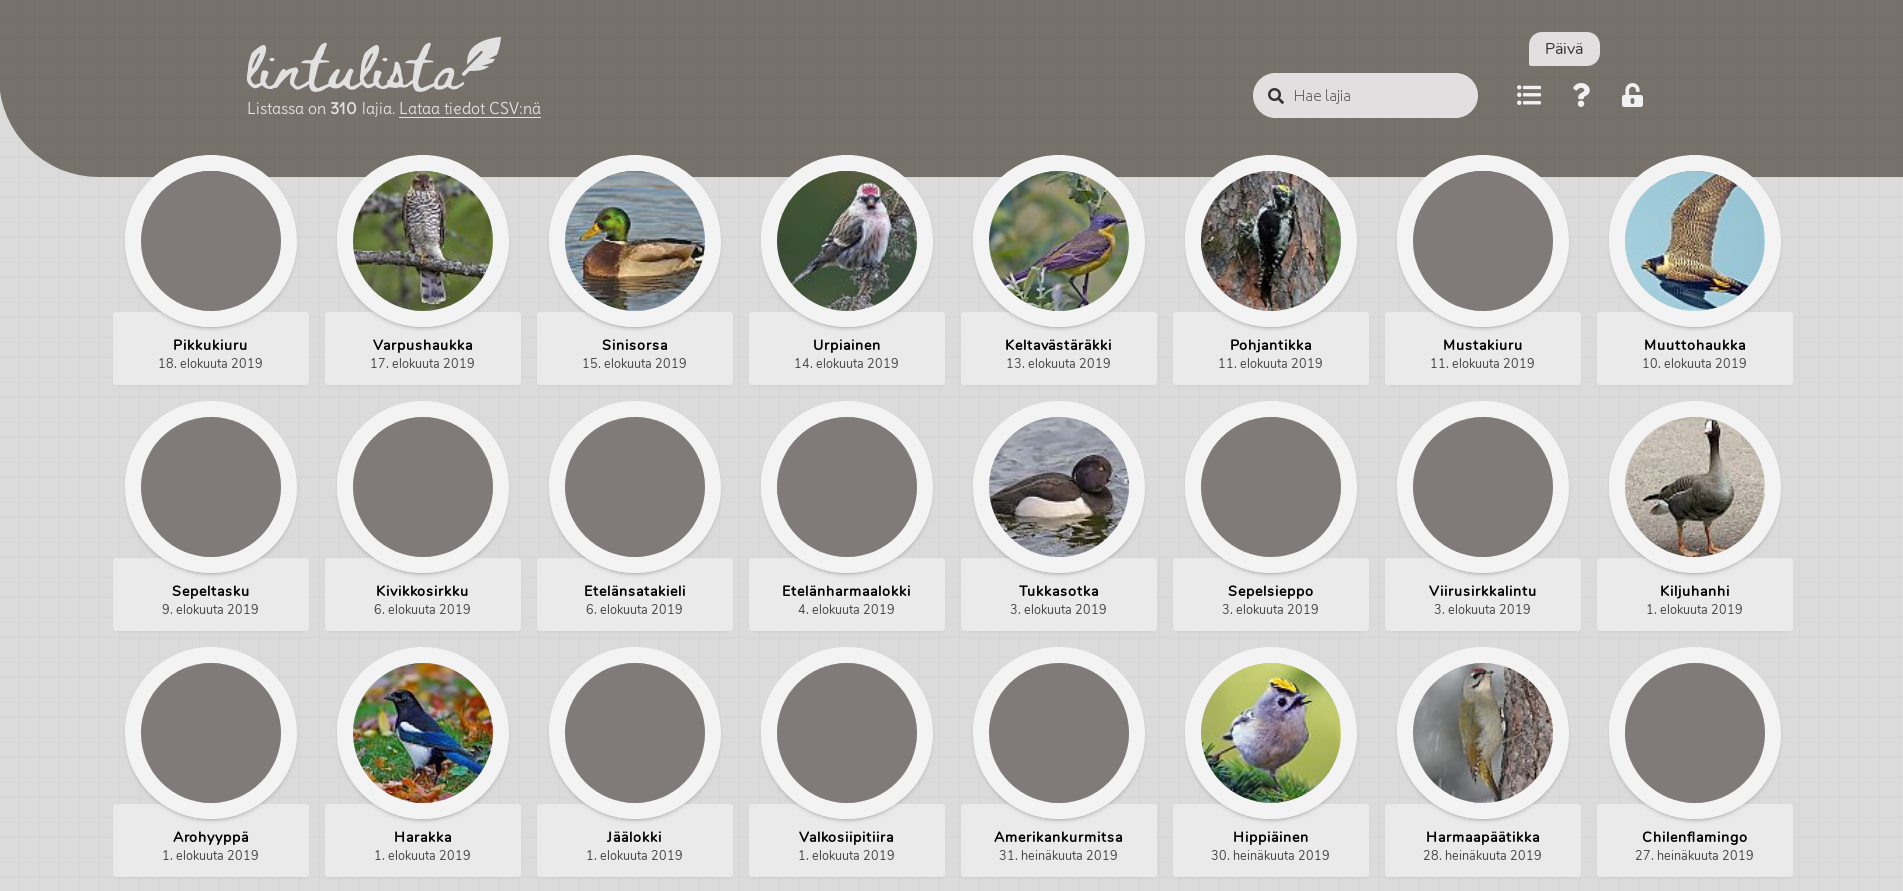 lintulista
Listassa on 310 lajia. Lataa tiedot CSV:nä
Päivä
Hae lajia
Pikkukiuru
18. elokuuta 2019
Varpushaukka
17. elokuuta 2019
Sinisorsa
15. elokuuta 2019
Urpiainen
14. elokuuta 2019
Keltavästäräkki
13. elokuuta 2019
Pohjantikka
11. elokuuta 2019
Mustakiuru
11. elokuuta 2019
Muuttohaukka
10. elokuuta 2019
Sepeltasku
9. elokuuta 2019
Kivikkosirkku
6. elokuuta 2019
Etelänsatakieli
6. elokuuta 2019
Etelänharmaalokki
4. elokuuta 2019
Tukkasotka
3. elokuuta 2019
Sepelsieppo
3. elokuuta 2019
Viirusirkkalintu
3. elokuuta 2019
Kiljuhanhi
1. elokuuta 2019
Arohyyppä
1. elokuuta 2019
Harakka
1. elokuuta 2019
Jäälokki
1. elokuuta 2019
Valkosiipitiira
1. elokuuta 2019
Amerikankurmitsa
31. heinäkuuta 2019
Hippiäinen
30. heinäkuuta 2019
Harmaapäätikka
28. heinäkuuta 2019
Chilenflamingo
27. heinäkuuta 2019